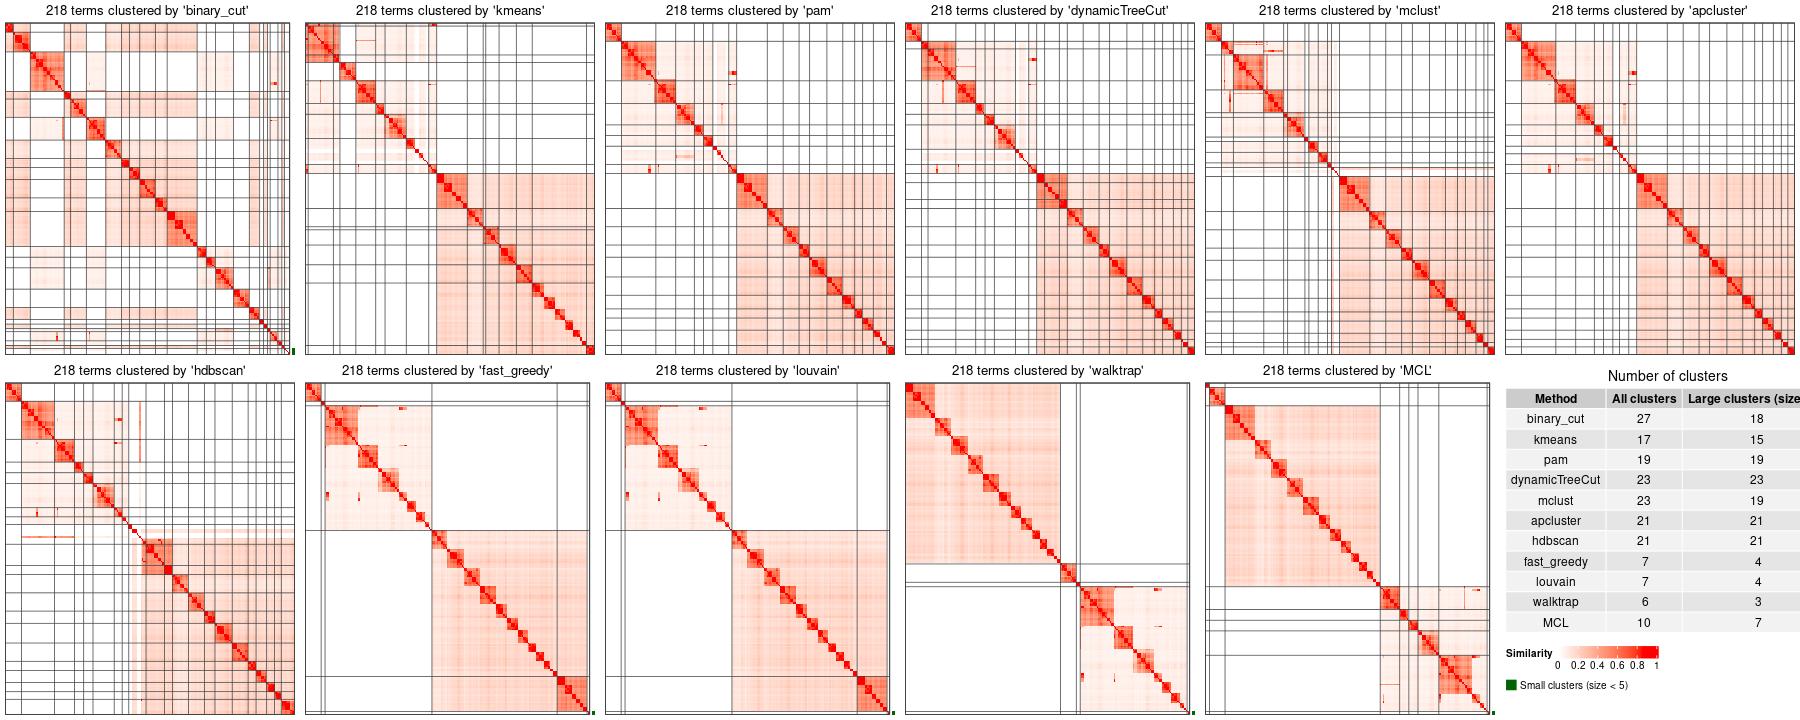 218 terms clustered by 'binary_cut'
218 terms clustered by 'kmeans'
218 terms clustered by 'pam'
218 terms clustered by 'dynamicTreeCut'
218 terms clustered by 'mclust'
218 terms clustered by 'apcluster'
218 terms clustered by 'hdbscan'
218 terms clustered by 'fast_greedy'
218 terms clustered by 'louvain'
218 terms clustered by 'walktrap'
218 terms clustered by 'MCL'
Number of clusters
Method All clusters Large clusters (size
binary_cut 27 18
kmeans 17 15
pam 19 19
dynamicTreeCut 23 23
mclust 23 19
apcluster 21 21
hdbscan 21 21
fast_greedy 7 4
louvain 7 4
walktrap 6 3
MCL 10 7
Similarity
0 0.2 0.4 0.6 0.8 1
Small clusters (size < 5)